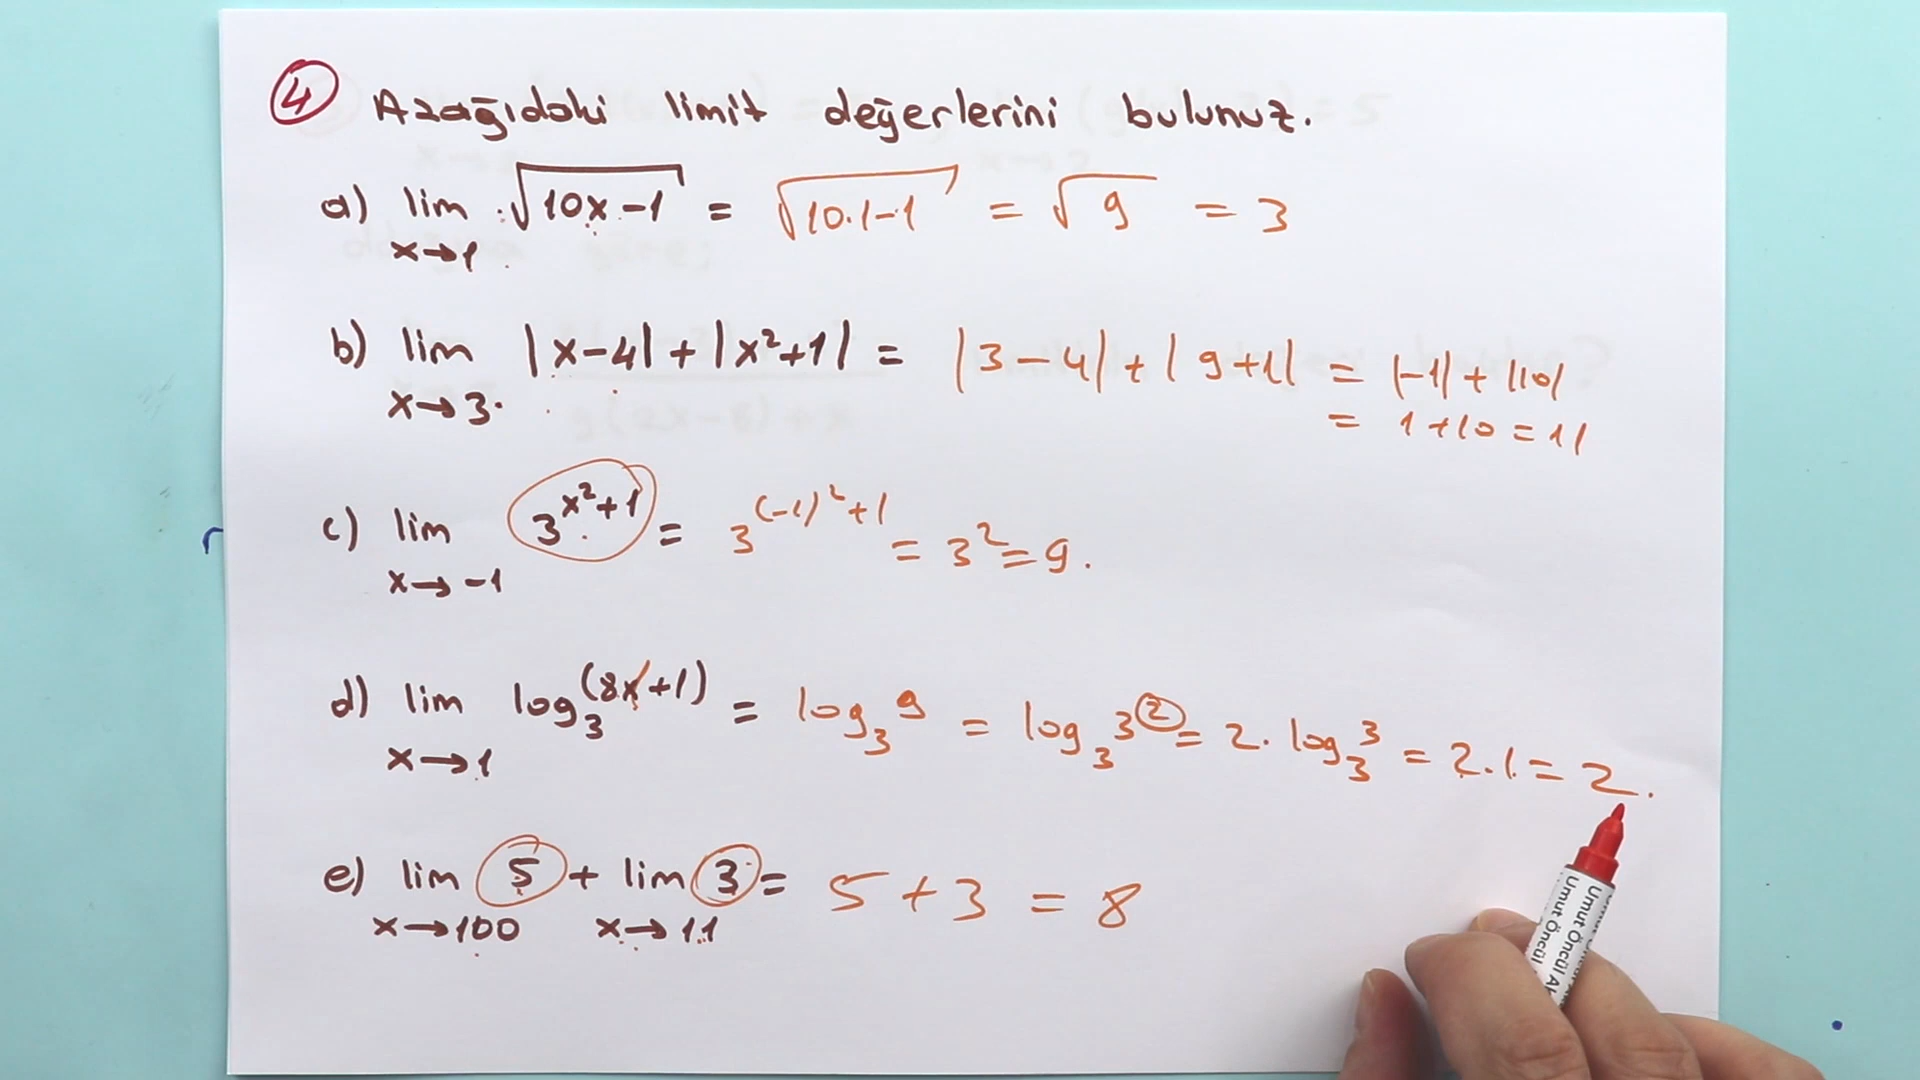 4 Aşağıdaki limit değerlerini bulunuz.
a) lim x→1 √(10x-1) = √(10.1-1) = √9 = 3
b) lim x→3 |x-4|+|x²+1| = |3-4|+|9+1| = |-1|+|10|
= 1+10=11
c) lim x→-1 3^(x²+1) = 3^((-1)²+1) = 3²=9.
d) lim x→1 log₃(8x+1) = log₃9 = log₃3² = 2.log₃3 = 2.1=2.
e) lim x→100 5 + lim x→11 3 = 5+3 = 8
Umut Öncül
Umut Öncül